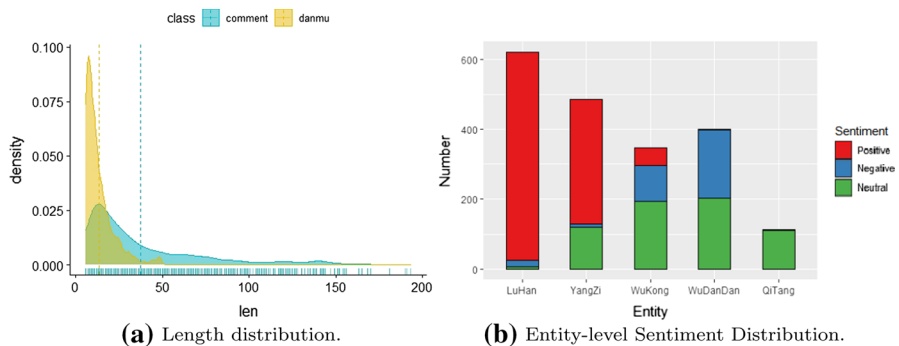 class comment danmu
0.100
0.075
0.050
0.025
0.000
density
0 50 100 150 200
len
(a) Length distribution.
600
400
200
0
Number
LuHan YangZi WuKong WuDanDan QiTang
Entity
Sentiment
Positive
Negative
Neutral
(b) Entity-level Sentiment Distribution.